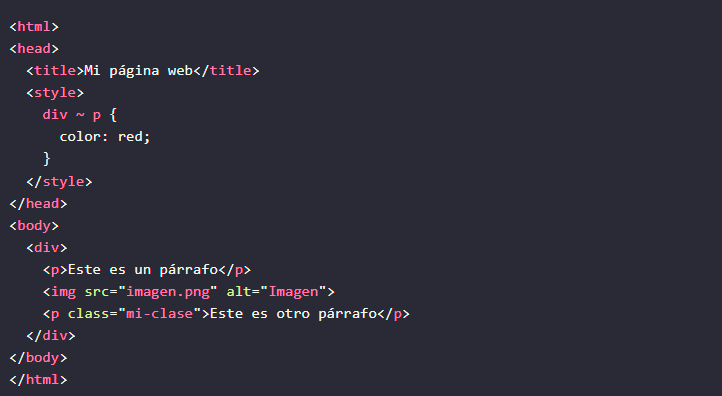 <html>
<head>
  <title>Mi página web</title>
  <style>
    div ~ p {
      color: red;
    }
  </style>
</head>
<body>
  <div>
    <p>Este es un párrafo</p>
    <img src="imagen.png" alt="Imagen">
    <p class="mi-clase">Este es otro párrafo</p>
  </div>
</body>
</html>